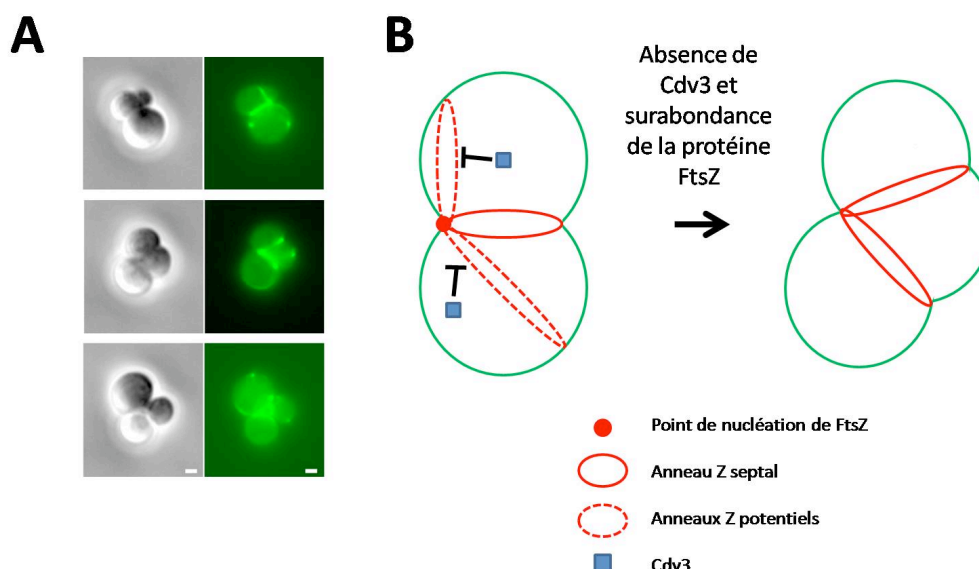 A
B
Absence de
Cdv3 et
surabondance
de la protéine
FtsZ
Point de nucléation de FtsZ
Anneau Z septal
Anneaux Z potentiels
Cdv3